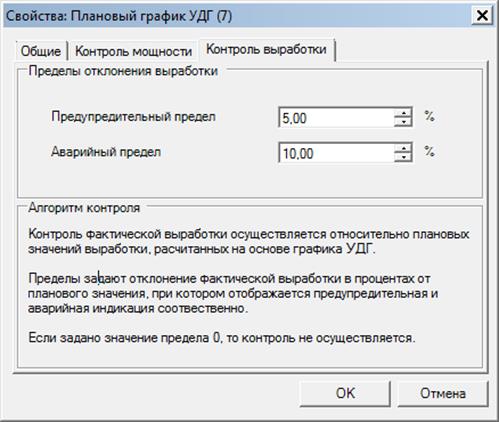 Свойства: Плановый график УДГ (7)
Общие Контроль мощности Контроль выработки
Пределы отклонения выработки
Предупредительный предел 5,00 %
Аварийный предел 10,00 %
Алгоритм контроля
Контроль фактической выработки осуществляется относительно плановых
значений выработки, расчитанных на основе графика УДГ.
Пределы задают отклонение фактической выработки в процентах от
планового значения, при котором отображается предупредительная и
аварийная индикация соотвественно.
Если задано значение предела 0, то контроль не осуществляется.
OK Отмена